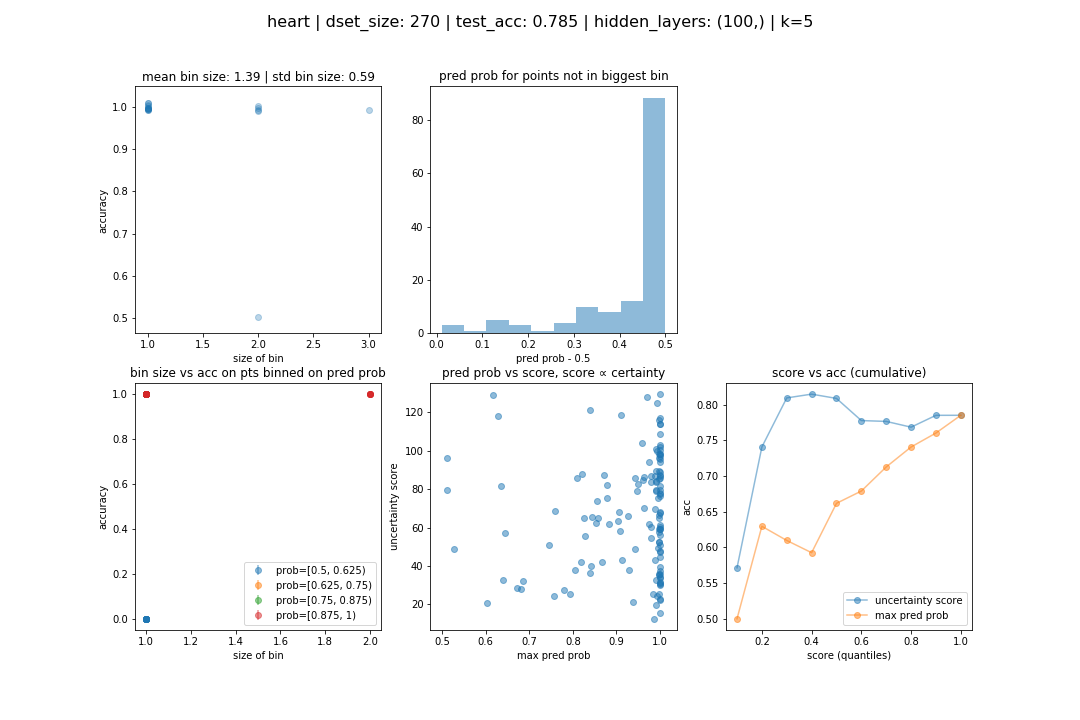 heart | dset_size: 270 | test_acc: 0.785 | hidden_layers: (100,) | k=5
mean bin size: 1.39 | std bin size: 0.59
accuracy
1.0
0.9
0.8
0.7
0.6
0.5
1.0
1.5
2.0
2.5
3.0
size of bin
pred prob for points not in biggest bin
80
60
40
20
0
0.0
0.1
0.2
0.3
0.4
0.5
pred prob - 0.5
bin size vs acc on pts binned on pred prob
accuracy
1.0
0.8
0.6
0.4
0.2
0.0
prob=[0.5, 0.625)
prob=[0.625, 0.75)
prob=[0.75, 0.875)
prob=[0.875, 1)
1.0
1.2
1.4
1.6
1.8
2.0
size of bin
pred prob vs score, score ∝ certainty
uncertainty score
120
100
80
60
40
20
0.5
0.6
0.7
0.8
0.9
1.0
max pred prob
score vs acc (cumulative)
acc
0.80
0.75
0.70
0.65
0.60
0.55
0.50
uncertainty score
max pred prob
0.2
0.4
0.6
0.8
1.0
score (quantiles)